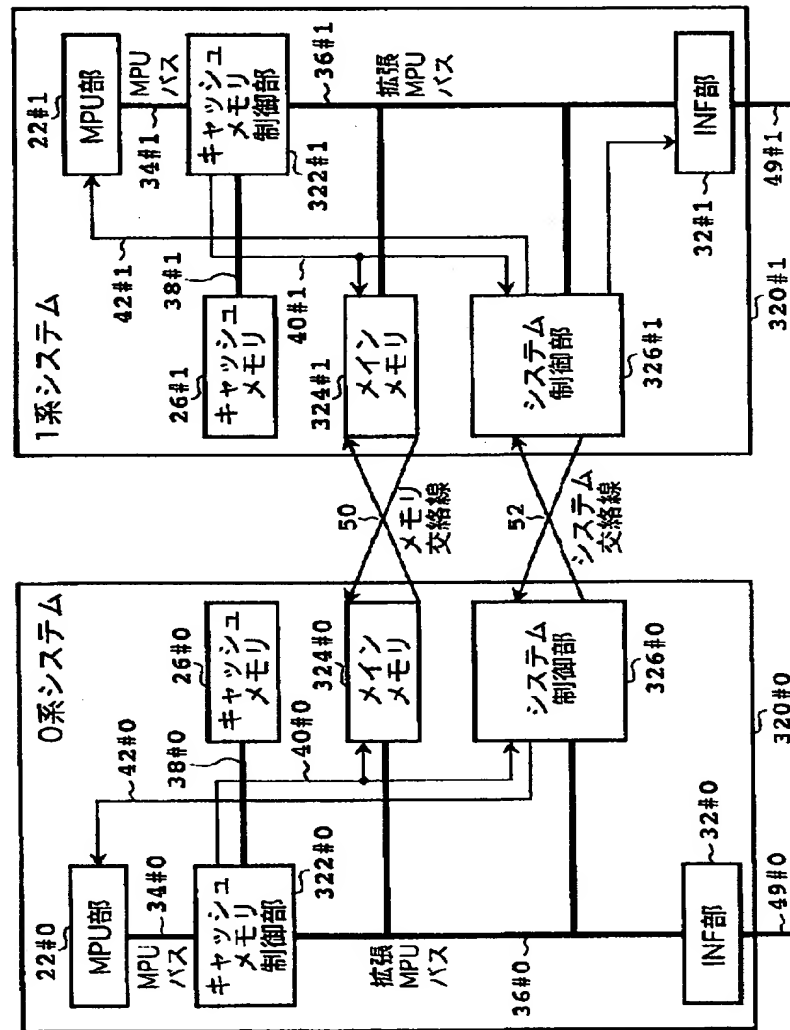 0系システム
22#0
MPU部
MPU
バス
34#0
キャッシュ
メモリ
制御部
322#0
42#0
38#0
40#0
26#0
キャッシュ
メモリ
324#0
メイン
メモリ
拡張
MPU
バス
36#0
システム
制御部
326#0
32#0
INF部
49#0
320#0
50
メモリ
交絡線
52
システム
交絡線
1系システム
22#1
MPU部
MPU
バス
34#1
キャッシュ
メモリ
制御部
322#1
42#1
38#1
40#1
26#1
キャッシュ
メモリ
324#1
メイン
メモリ
36#1
拡張
MPU
バス
システム
制御部
326#1
INF部
32#1
49#1
320#1